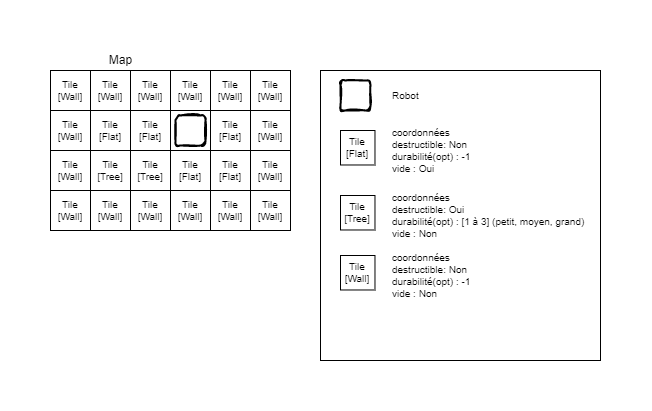 Map
Tile Tile Tile Tile Tile Tile
[Wall] [Wall] [Wall] [Wall] [Wall] [Wall]
Tile Tile Tile Tile Tile
[Wall] [Flat] [Flat] [Flat] [Wall]
Tile Tile Tile Tile Tile Tile
[Wall] [Tree] [Tree] [Flat] [Flat] [Wall]
Tile Tile Tile Tile Tile Tile
[Wall] [Wall] [Wall] [Wall] [Wall] [Wall]
Robot
Tile
[Flat]
coordonnées
destructible: Non
durabilité(opt) : -1
vide : Oui
Tile
[Tree]
coordonnées
destructible: Oui
durabilité(opt) : [1 à 3] (petit, moyen, grand)
vide : Non
Tile
[Wall]
coordonnées
destructible: Non
durabilité(opt) : -1
vide : Non